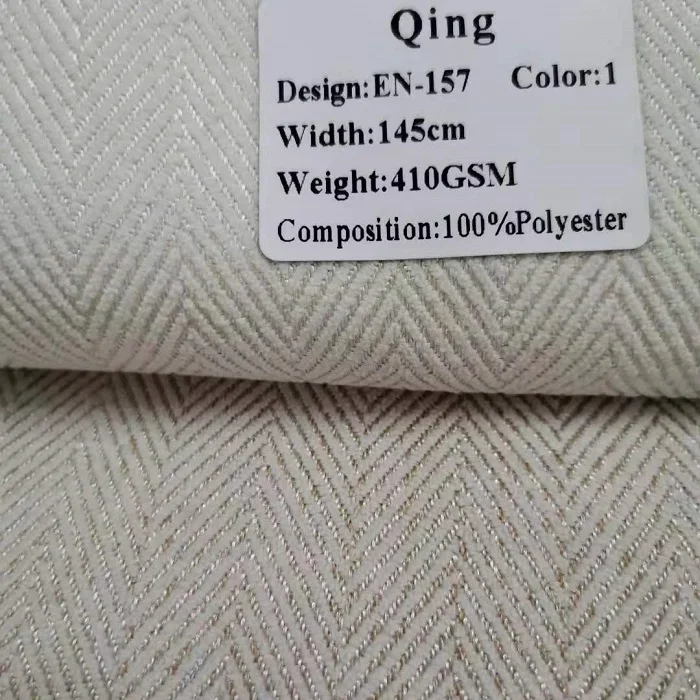 Qing
Design:EN-157 Color:1
Width:145cm
Weight:410GSM
Composition:100%Polyester